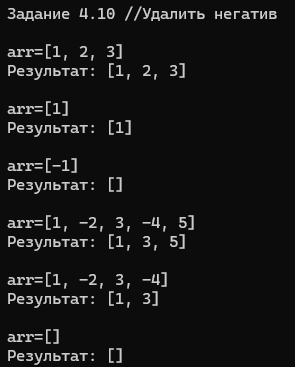 Задание 4.10 //Удалить негатив
arr=[1, 2, 3]
Результат: [1, 2, 3]
arr=[1]
Результат: [1]
arr=[-1]
Результат: []
arr=[1, -2, 3, -4, 5]
Результат: [1, 3, 5]
arr=[1, -2, 3, -4]
Результат: [1, 3]
arr=[]
Результат: []